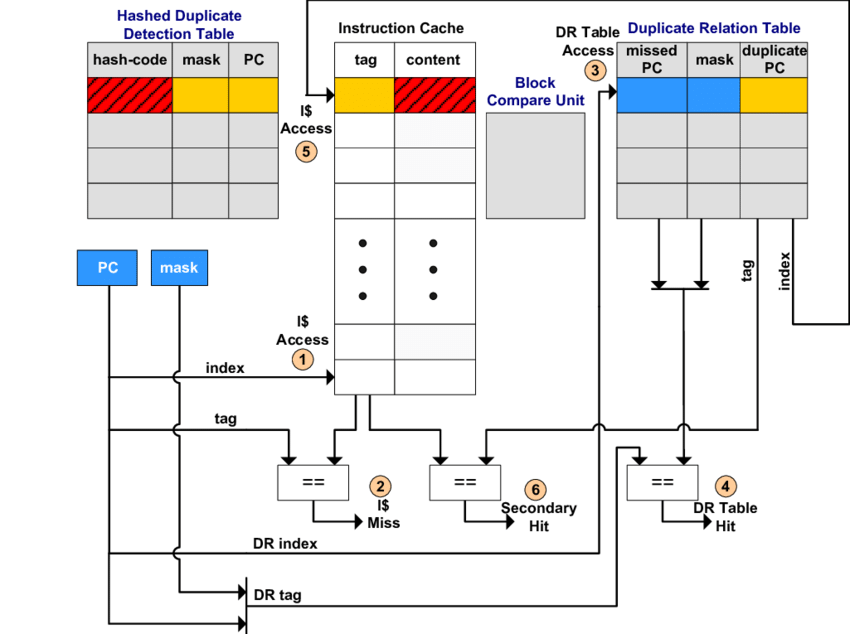 Hashed Duplicate
Detection Table
hash-code mask PC
Instruction Cache
tag content
I$
Access
5
Block
Compare Unit
DR Table
Access
3
Duplicate Relation Table
missed
PC
mask
duplicate
PC
PC
mask
I$
Access
1
index
tag
tag
index
==
2
I$
Miss
==
6
Secondary
Hit
==
4
DR Table
Hit
DR index
DR tag